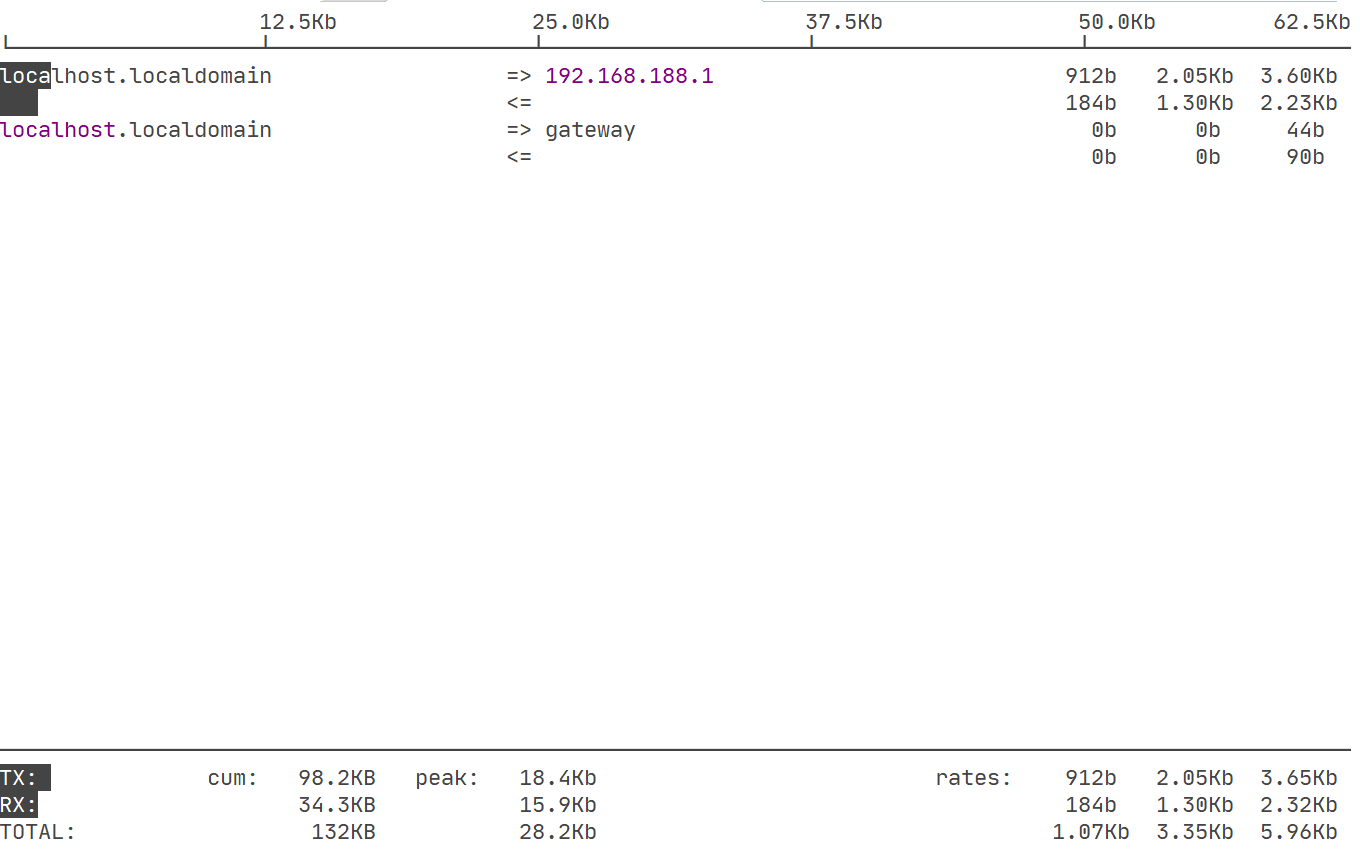 12.5Kb 25.0Kb 37.5Kb 50.0Kb 62.5Kb
localhost.localdomain => 192.168.188.1 912b 2.05Kb 3.60Kb
<= 184b 1.30Kb 2.23Kb
localhost.localdomain => gateway 0b 0b 44b
<= 0b 0b 90b
TX: cum: 98.2KB peak: 18.4Kb rates: 912b 2.05Kb 3.65Kb
RX: 34.3KB 15.9Kb 184b 1.30Kb 2.32Kb
TOTAL: 132KB 28.2Kb 1.07Kb 3.35Kb 5.96Kb